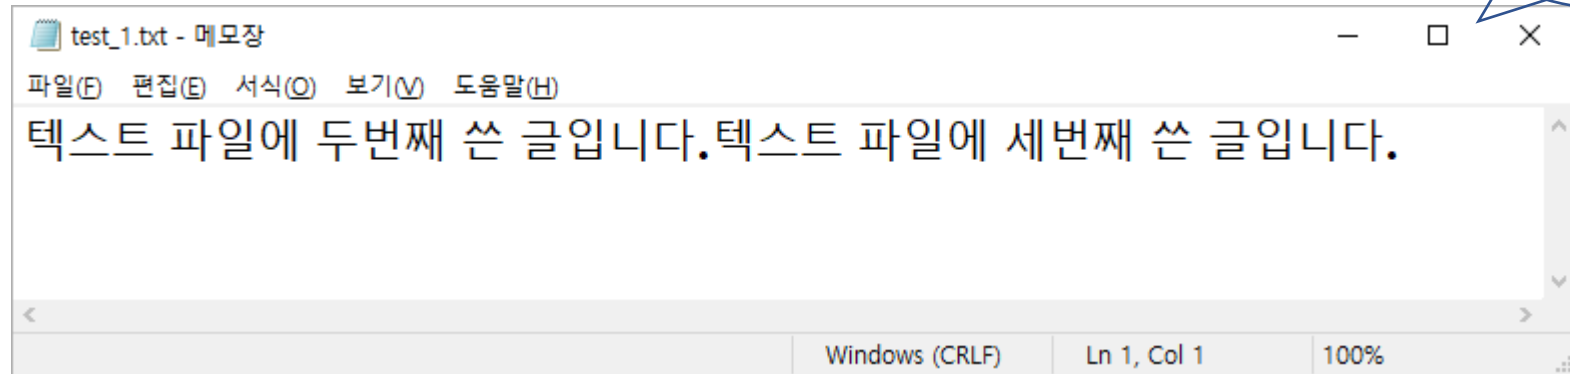 test_1.txt - 메모장
파일(F) 편집(E) 서식(O) 보기(V) 도움말(H)
텍스트 파일에 두번째 쓴 글입니다.텍스트 파일에 세번째 쓴 글입니다.
Windows (CRLF) Ln 1, Col 1 100%